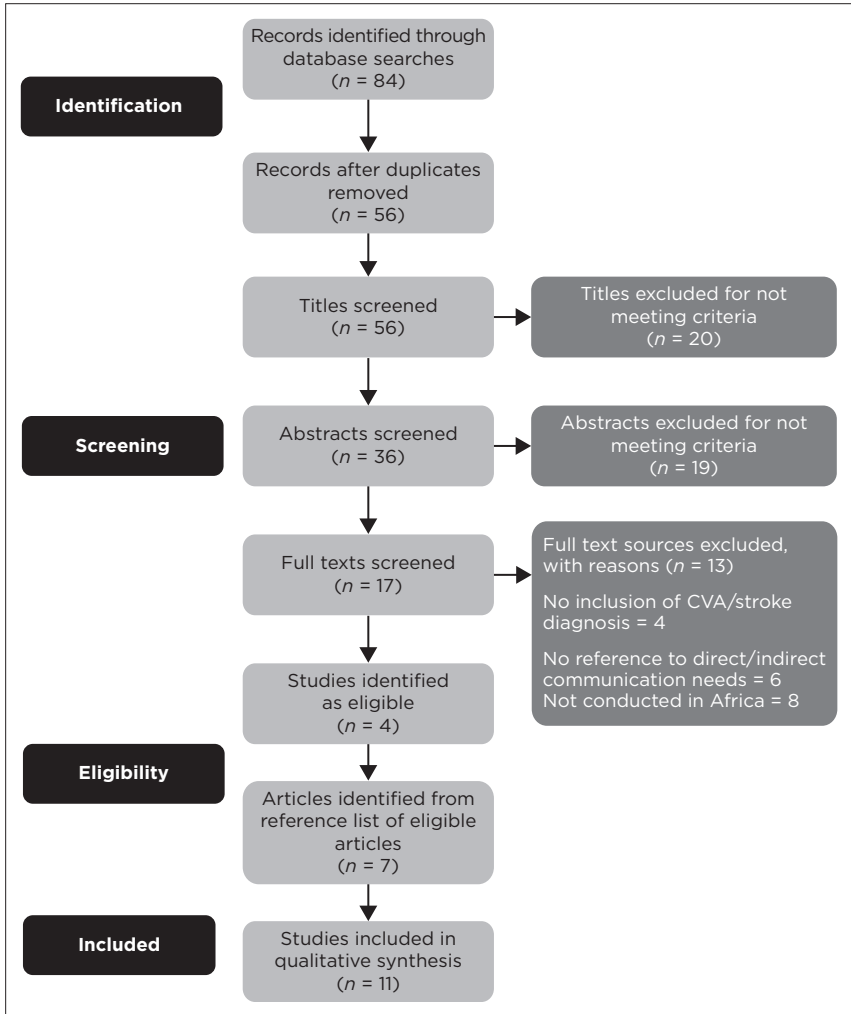 Records identified through
database searches
(n = 84)
Identification
Records after duplicates
removed
(n = 56)
Titles screened
(n = 56)
Titles excluded for not
meeting criteria
(n = 20)
Screening
Abstracts screened
(n = 36)
Abstracts excluded for not
meeting criteria
(n = 19)
Full texts screened
(n = 17)
Full text sources excluded,
with reasons (n = 13)
No inclusion of CVA/stroke
diagnosis = 4
No reference to direct/indirect
communication needs = 6
Not conducted in Africa = 8
Studies identified
as eligible
(n = 4)
Eligibility
Articles identified from
reference list of eligible
articles
(n = 7)
Included
Studies included in
qualitative synthesis
(n = 11)